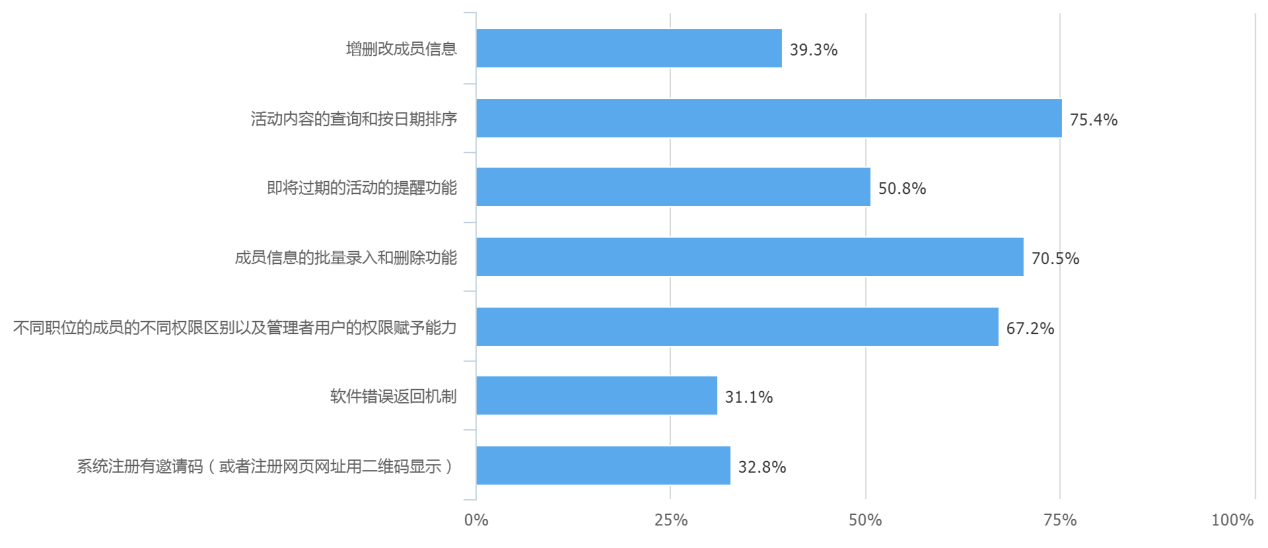 增删改成员信息
39.3%
活动内容的查询和按日期排序
75.4%
即将过期的活动的提醒功能
50.8%
成员信息的批量录入和删除功能
70.5%
不同职位的成员的不同权限区别以及管理者用户的权限赋予能力
67.2%
软件错误返回机制
31.1%
系统注册有邀请码（或者注册网页网址用二维码显示）
32.8%
0%
25%
50%
75%
100%